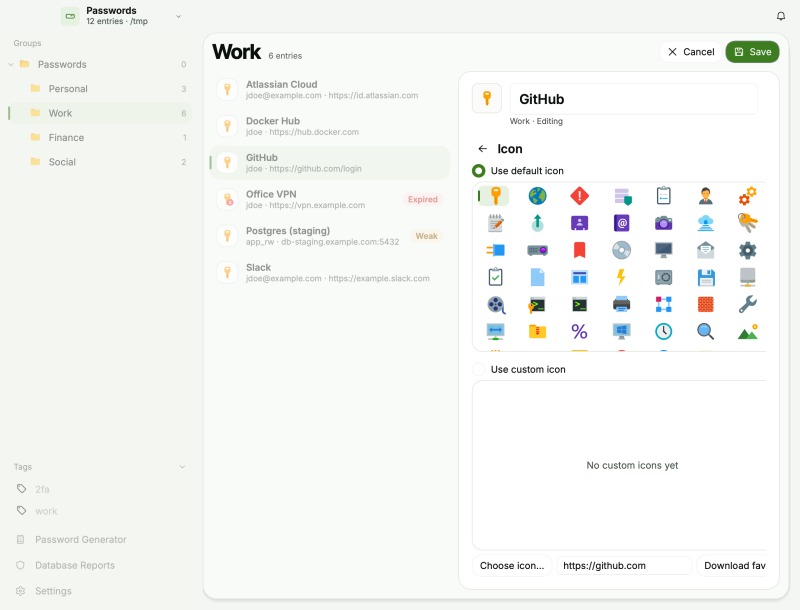 Passwords
12 entries · /tmp
Groups
Passwords 0
Personal 3
Work 6
Finance 1
Social 2
Tags
2fa
work
Password Generator
Database Reports
Settings
Work 6 entries
Cancel
Save
Atlassian Cloud
jdoe@example.com · https://id.atlassian.com
Docker Hub
jdoe · https://hub.docker.com
GitHub
jdoe · https://github.com/login
Office VPN
jdoe · https://vpn.example.com
Expired
Postgres (staging)
app_rw · db-staging.example.com:5432
Weak
Slack
jdoe@example.com · https://example.slack.com
GitHub
Work · Editing
Icon
Use default icon
Use custom icon
No custom icons yet
Choose icon...
https://github.com
Download fav